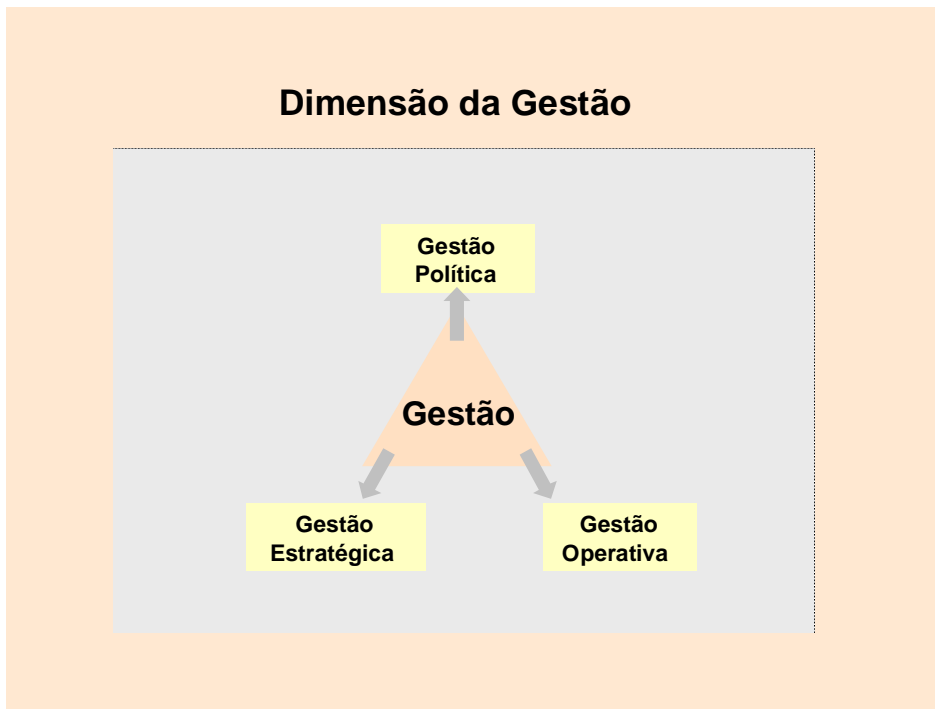 Dimensão da Gestão
Gestão
Política
Gestão
Gestão
Estratégica
Gestão
Operativa